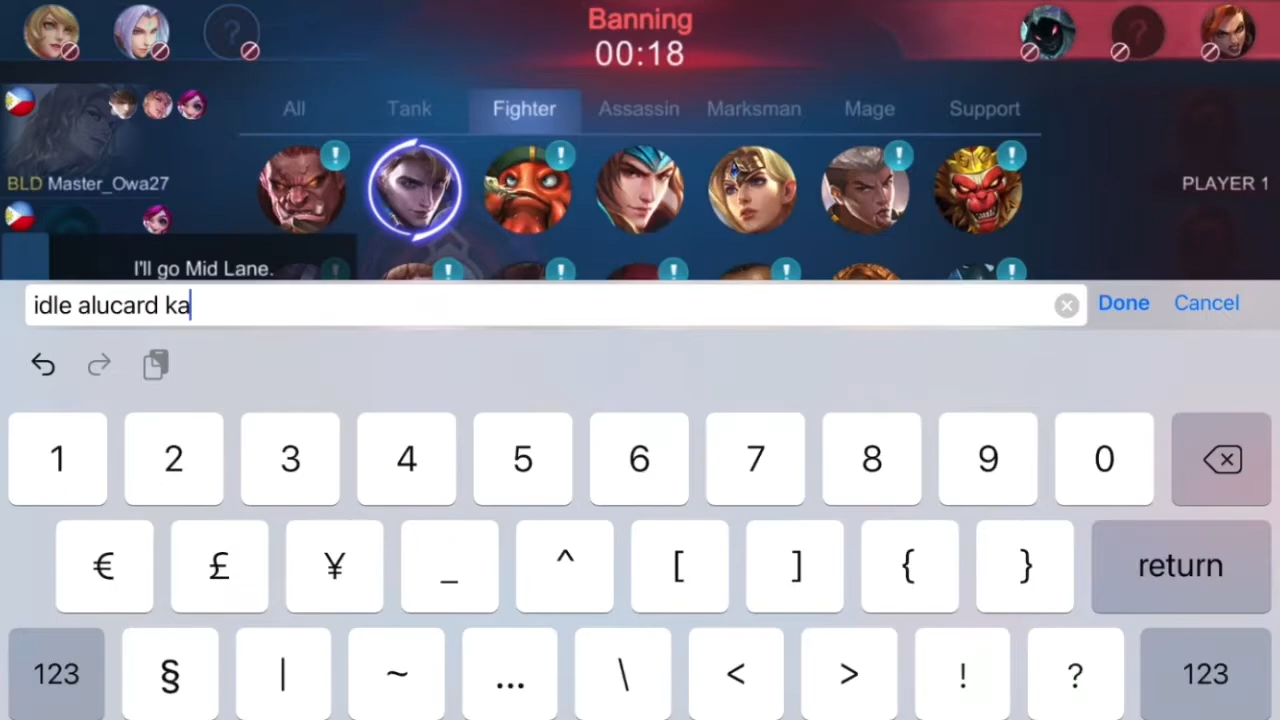 Banning
00:18
All Tank Fighter Assassin Marksman Mage Support
BLD Master_Owa27
PLAYER 1
I'll go Mid Lane.
idle alucard ka
Done Cancel
1 2 3 4 5 6 7 8 9 0
€ £ ¥ _ ^ [ ] { } return
123 § | ~ ... \ < > ! ? 123